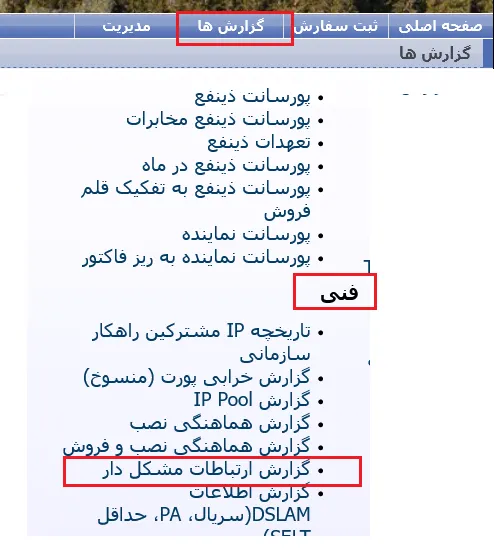 صفحه اصلی
ثبت سفارش
گزارش ها
مدیریت
گزارش ها
پورسانت ذینفع
پورسانت ذینفع مخابرات
تعهدات ذینفع
پورسانت ذینفع در ماه
پورسانت ذینفع به تفکیک قلم
فروش
پورسانت نماینده
پورسانت نماینده به ریز فاکتور
فنی
تاریخچه IP مشترکین راهکار
سازمانی
گزارش خرابی پورت (منسوخ)
گزارش IP Pool
گزارش هماهنگی نصب
گزارش هماهنگی نصب و فروش
گزارش ارتباطات مشکل دار
گزارش اطلاعات
DSLAM(سریال، PA، حداقل